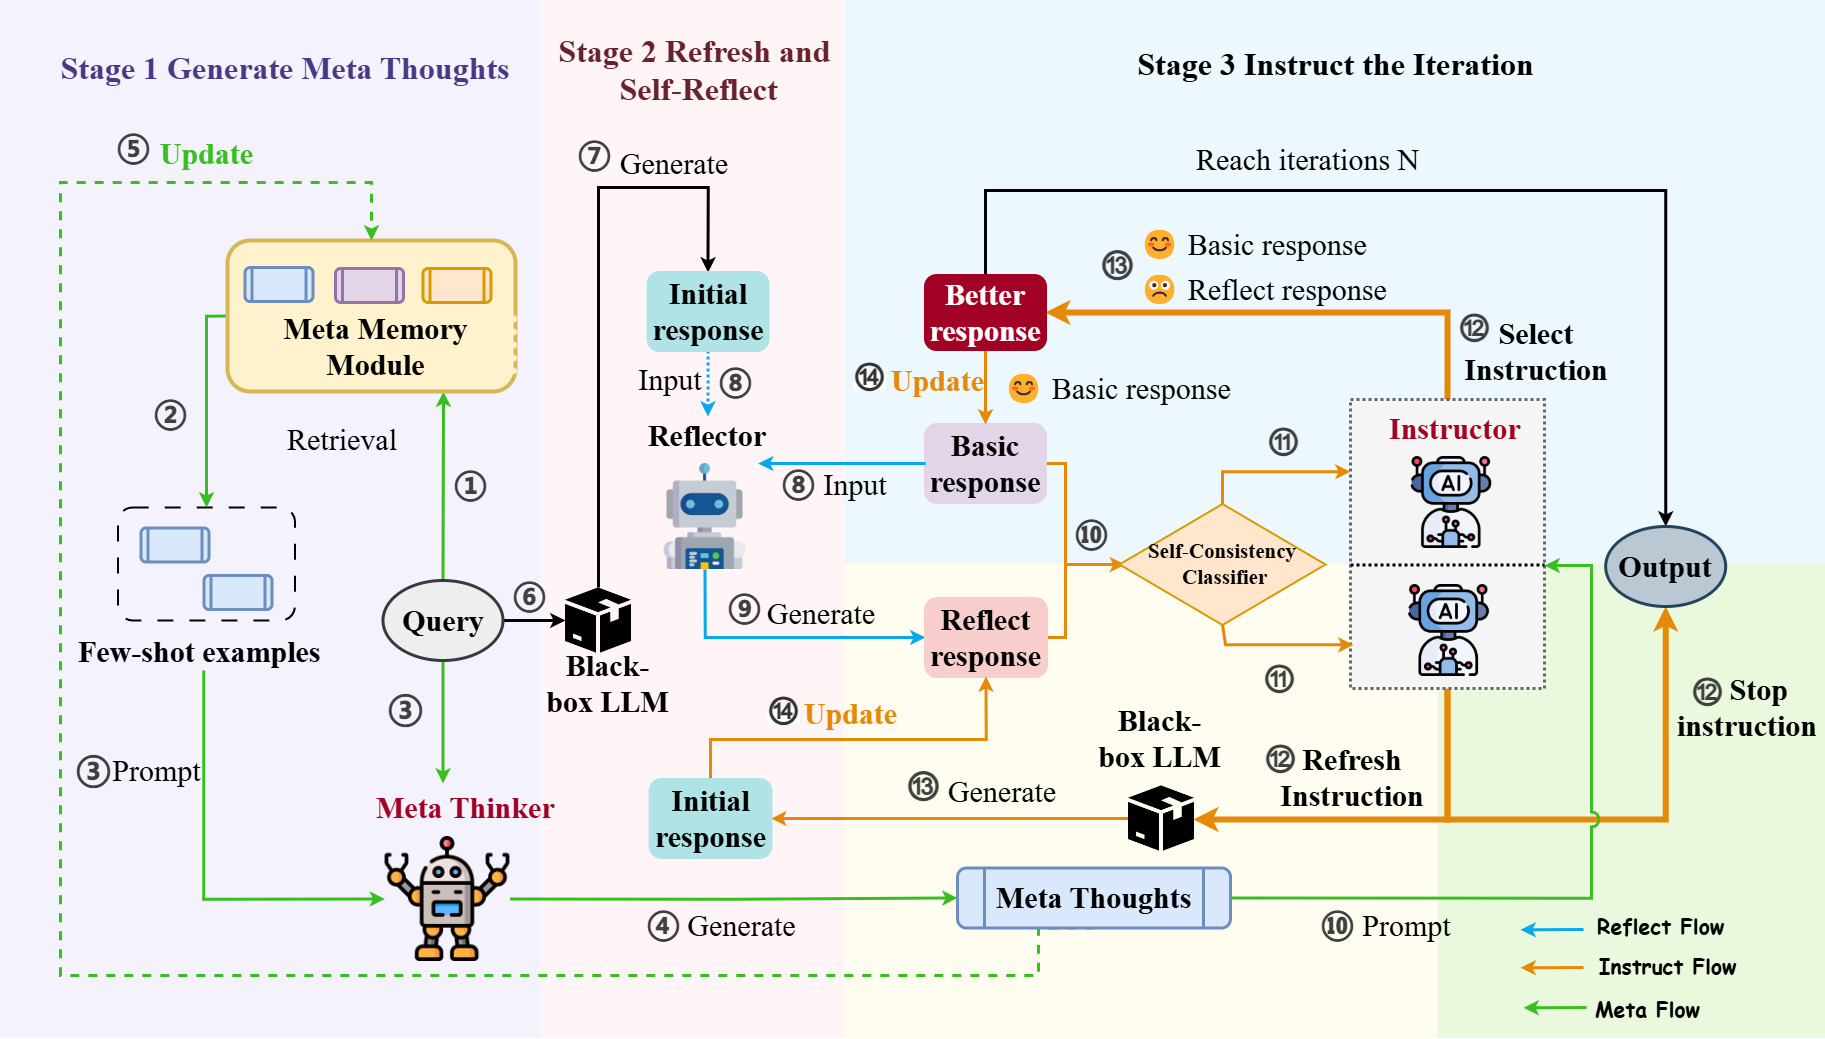 Stage 1 Generate Meta Thoughts
⑤ Update
Meta Memory
Module
②
Retrieval
①
Few-shot examples
Query
⑥
③
③ Prompt
Meta Thinker
④ Generate
Stage 2 Refresh and
Self-Reflect
⑦ Generate
Initial
response
Input ⑧
Reflector
⑧ Input
⑨ Generate
Black-
box LLM
⑭ Update
Initial
response
Stage 3 Instruct the Iteration
Reach iterations N
⑬
Basic response
Reflect response
Better
response
⑫ Select
Instruction
⑭ Update
Basic response
Basic
response
Instructor
AI
AI
⑪
⑩
Self-Consistency
Classifier
⑪
Output
Reflect
response
⑫ Stop
instruction
Black-
box LLM
⑫ Refresh
Instruction
⑬ Generate
Meta Thoughts
⑩ Prompt
Reflect Flow
Instruct Flow
Meta Flow